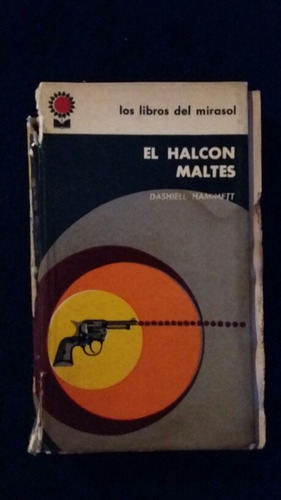 los libros del mirasol
EL HALCON
MALTES
DASHIELL HAMMETT